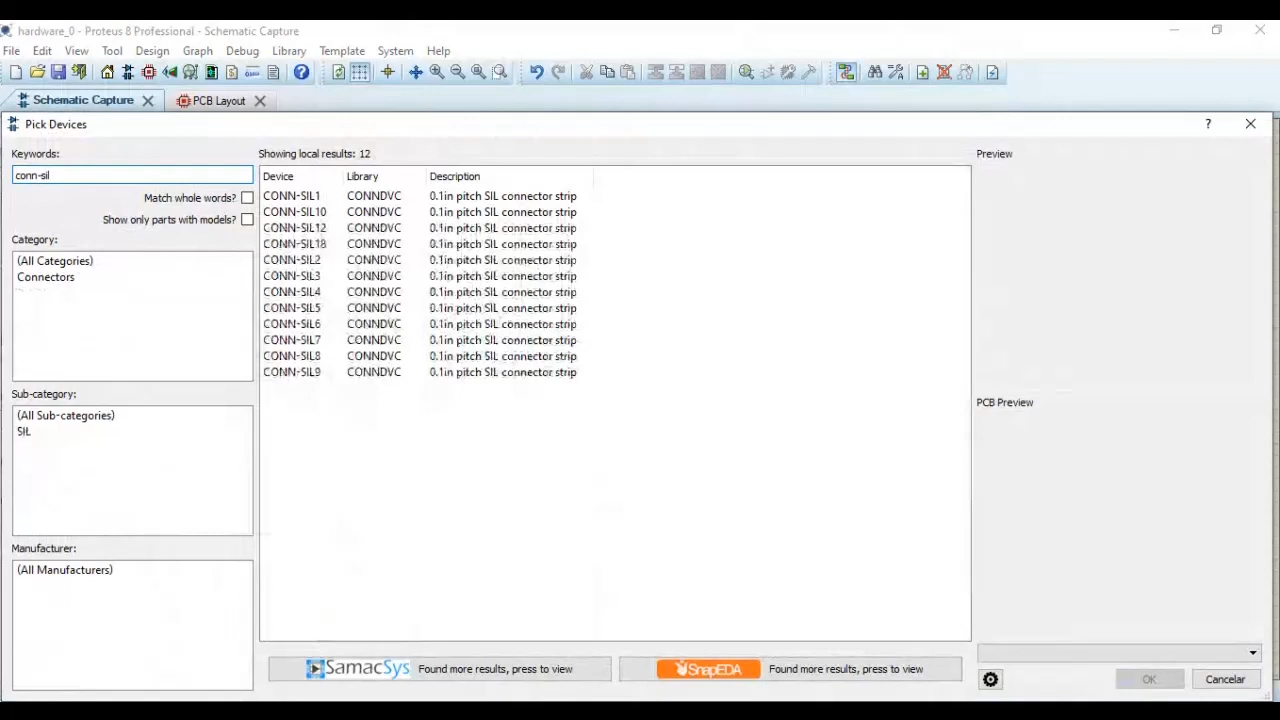 hardware_0 - Proteus 8 Professional - Schematic Capture
File Edit View Tool Design Graph Debug Library Template System Help
Schematic Capture PCB Layout
Pick Devices
Keywords:
conn-sil
Match whole words?
Show only parts with models?
Category:
(All Categories)
Connectors
Sub-category:
(All Sub-categories)
SIL
Manufacturer:
(All Manufacturers)
Showing local results: 12
Device Library Description
CONN-SIL1 CONNDVC 0.1in pitch SIL connector strip
CONN-SIL10 CONNDVC 0.1in pitch SIL connector strip
CONN-SIL12 CONNDVC 0.1in pitch SIL connector strip
CONN-SIL18 CONNDVC 0.1in pitch SIL connector strip
CONN-SIL2 CONNDVC 0.1in pitch SIL connector strip
CONN-SIL3 CONNDVC 0.1in pitch SIL connector strip
CONN-SIL4 CONNDVC 0.1in pitch SIL connector strip
CONN-SIL5 CONNDVC 0.1in pitch SIL connector strip
CONN-SIL6 CONNDVC 0.1in pitch SIL connector strip
CONN-SIL7 CONNDVC 0.1in pitch SIL connector strip
CONN-SIL8 CONNDVC 0.1in pitch SIL connector strip
CONN-SIL9 CONNDVC 0.1in pitch SIL connector strip
SamacSys Found more results, press to view
SnapEDA Found more results, press to view
Preview
PCB Preview
OK Cancelar